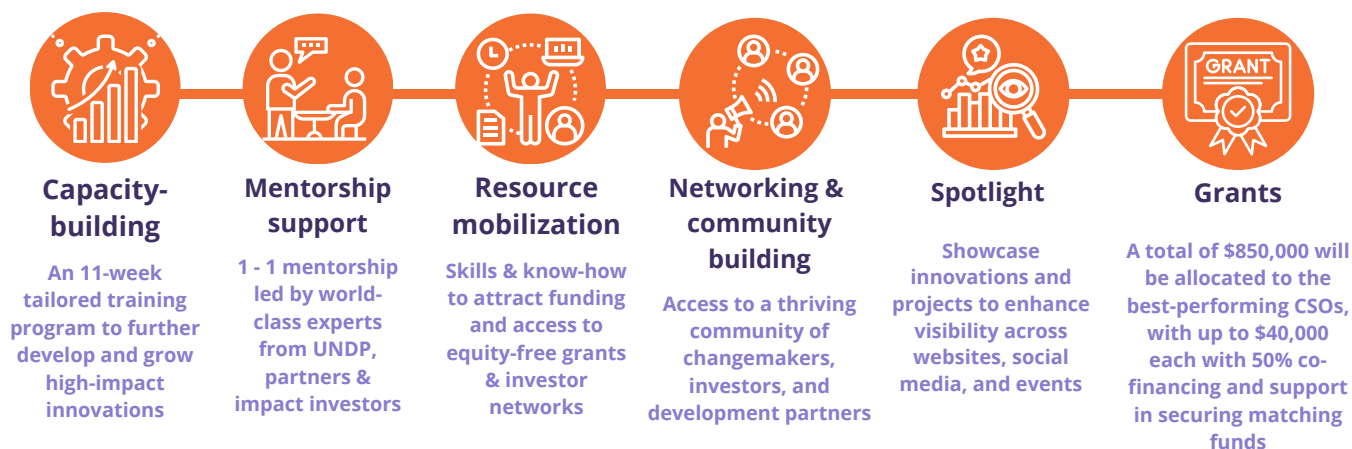 Capacity-
building
An 11-week
tailored training
program to further
develop and grow
high-impact
innovations
Mentorship
support
1 - 1 mentorship
led by world-
class experts
from UNDP,
partners &
impact investors
Resource
mobilization
Skills & know-how
to attract funding
and access to
equity-free grants
& investor
networks
Networking &
community
building
Access to a thriving
community of
changemakers,
investors, and
development partners
Spotlight
Showcase
innovations and
projects to enhance
visibility across
websites, social
media, and events
GRANT
Grants
A total of $850,000 will
be allocated to the
best-performing CSOs,
with up to $40,000
each with 50% co-
financing and support
in securing matching
funds